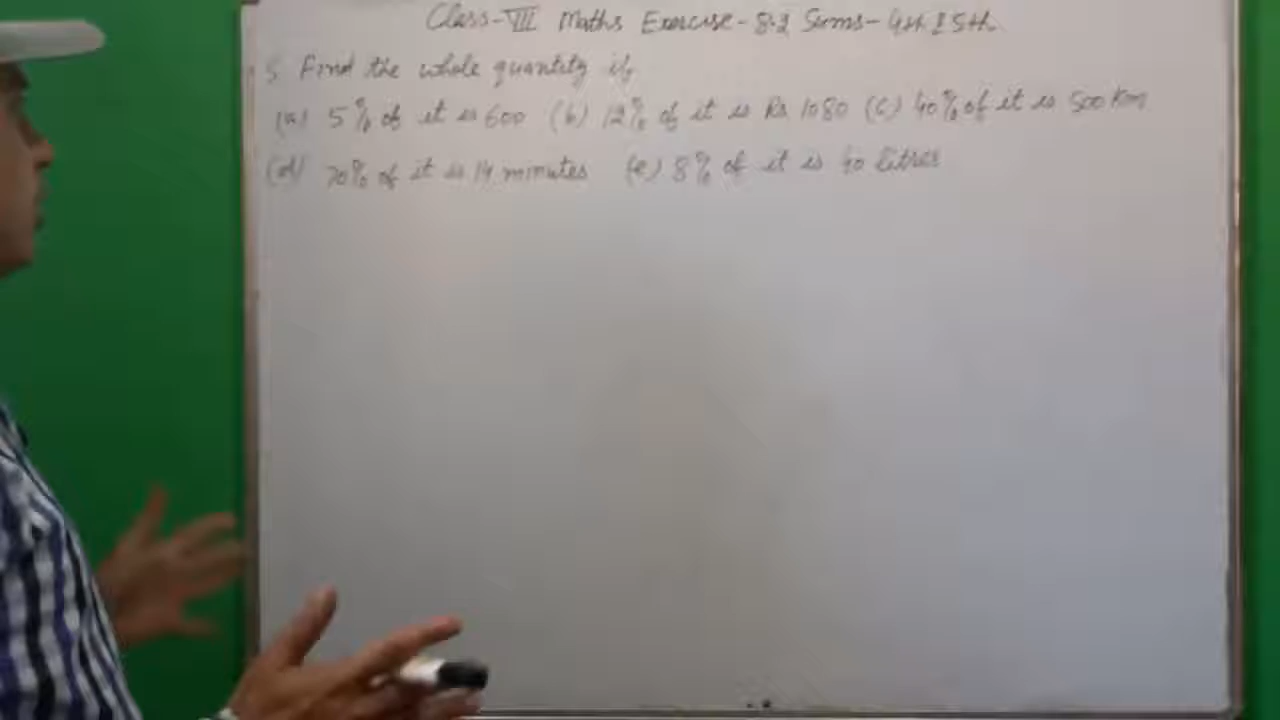 Class-VII Maths Exercise-8.2 Sums-4th & 5th
5 Find the whole quantity if
(a) 5% of it is 600 (b) 12% of it is Rs 1080 (c) 40% of it is 500 Km
(d) 70% of it is 14 minutes (e) 8% of it is 40 litres